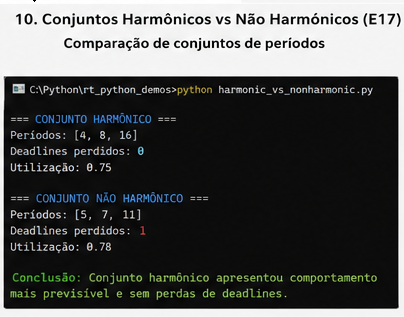 10. Conjuntos Harmônicos vs Não Harmónicos (E17)
Comparação de conjuntos de períodos
C:\Python\rt_python_demos>python harmonic_vs_nonharmonic.py
=== CONJUNTO HARMÔNICO ===
Períodos: [4, 8, 16]
Deadlines perdidos: 0
Utilização: 0.75
=== CONJUNTO NÃO HARMÔNICO ===
Períodos: [5, 7, 11]
Deadlines perdidos: 1
Utilização: 0.78
Conclusão: Conjunto harmônico apresentou comportamento
mais previsível e sem perdas de deadlines.